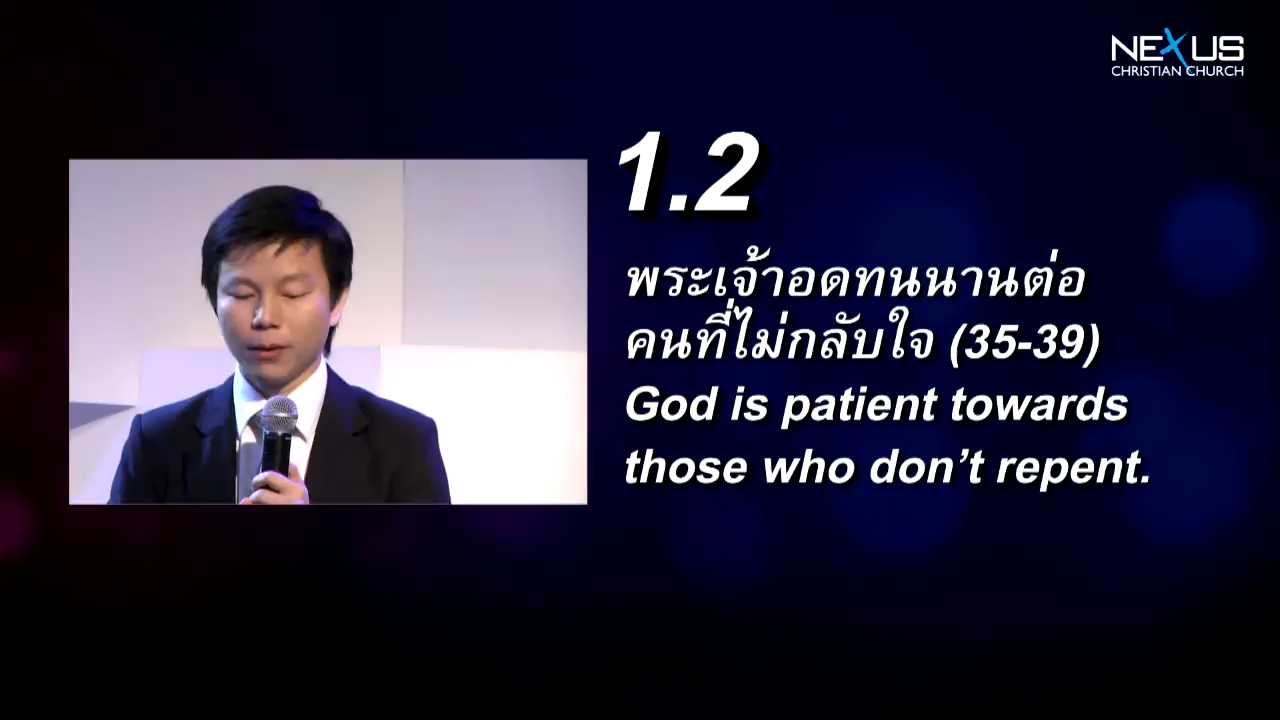 NEXUS
CHRISTIAN CHURCH
1.2
พระเจ้าอดทนนานต่อ
คนที่ไม่กลับใจ (35-39)
God is patient towards
those who don’t repent.